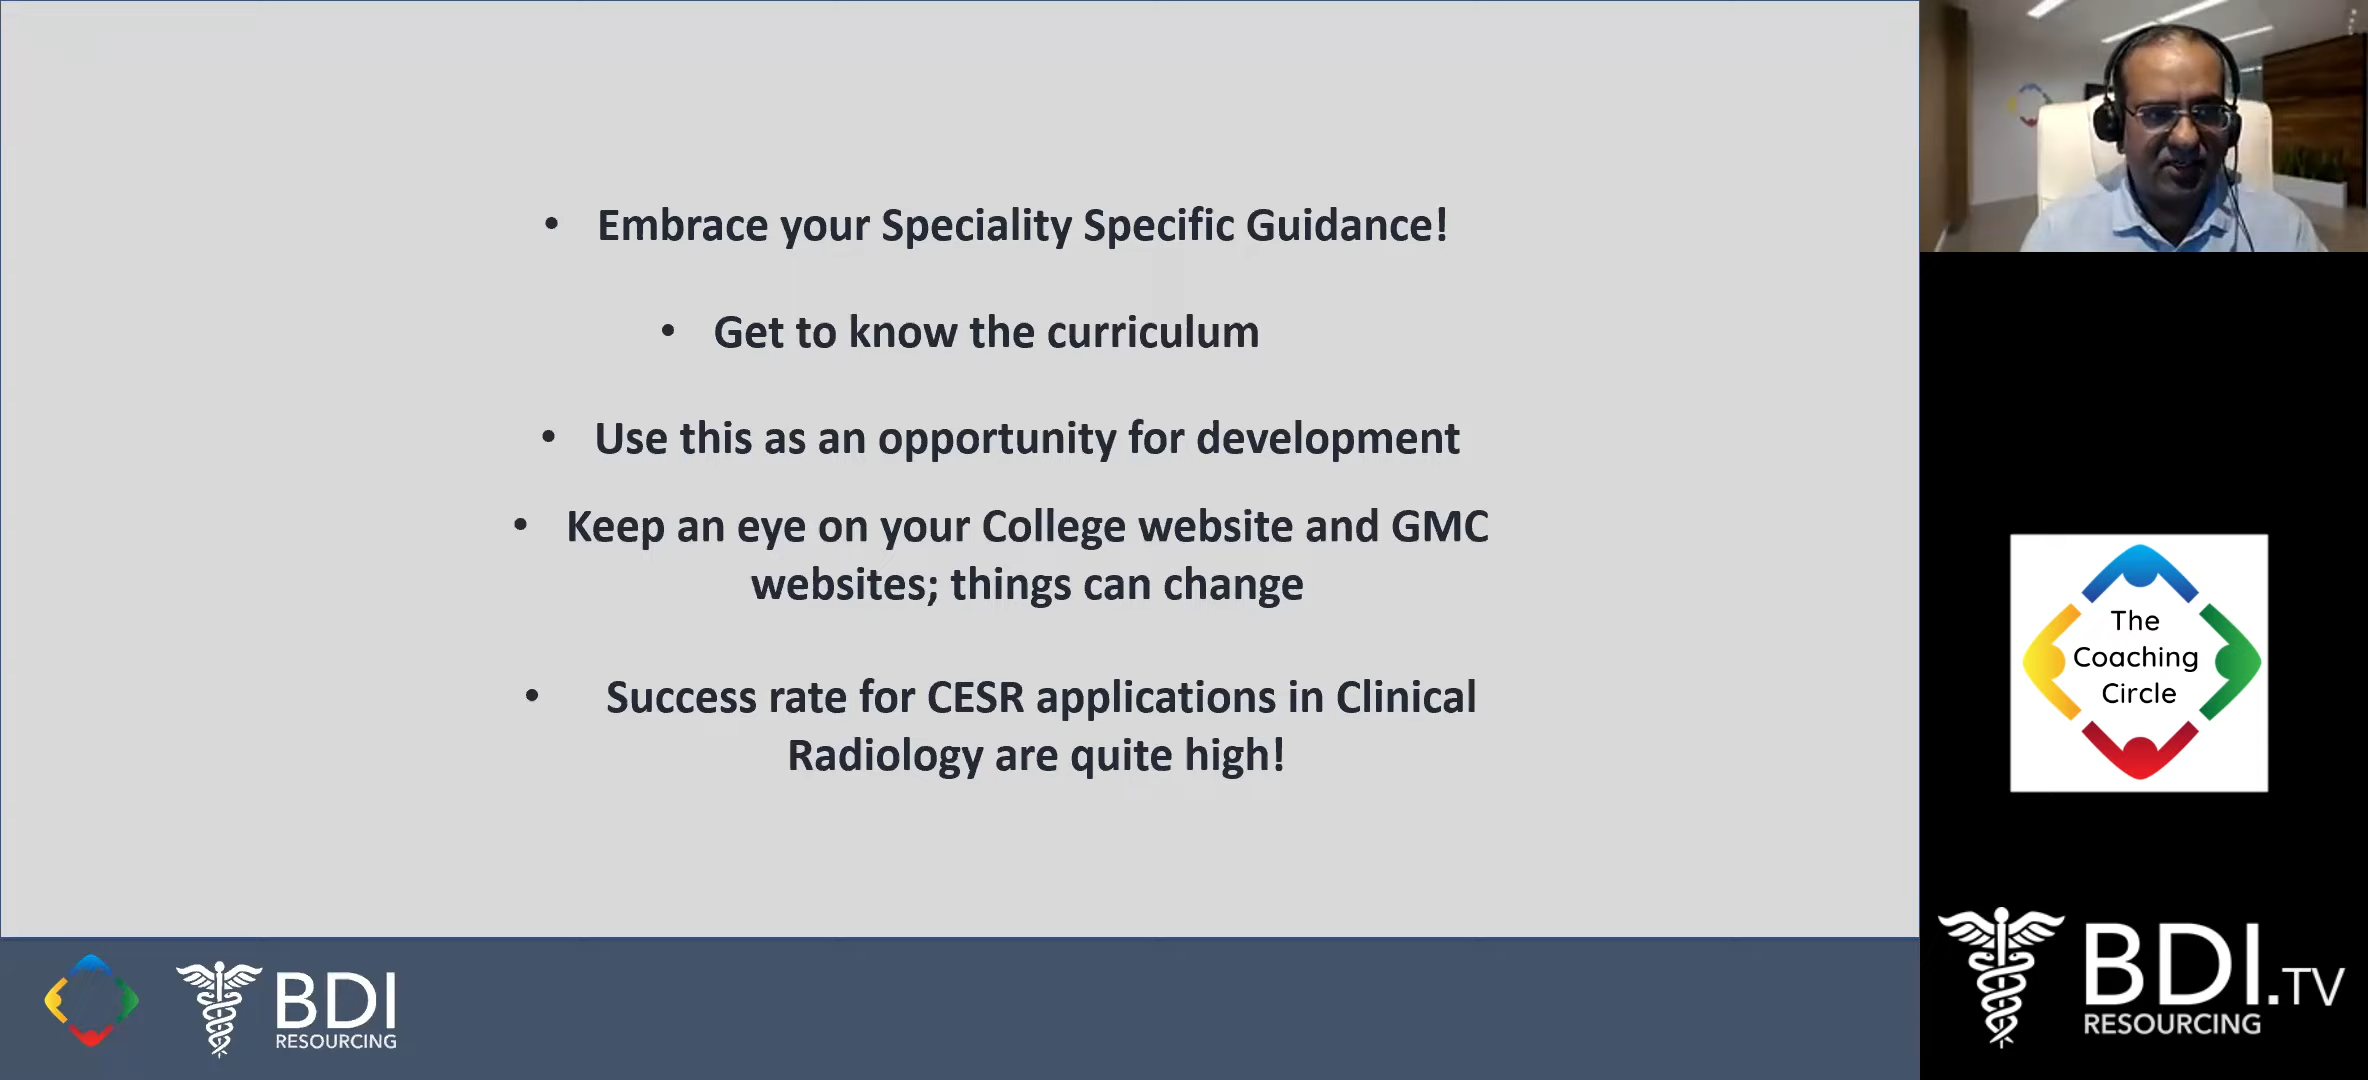 • Embrace your Speciality Specific Guidance!
• Get to know the curriculum
• Use this as an opportunity for development
• Keep an eye on your College website and GMC
websites; things can change
• Success rate for CESR applications in Clinical
Radiology are quite high!
The
Coaching
Circle
BDI
RESOURCING
BDI.TV
RESOURCING